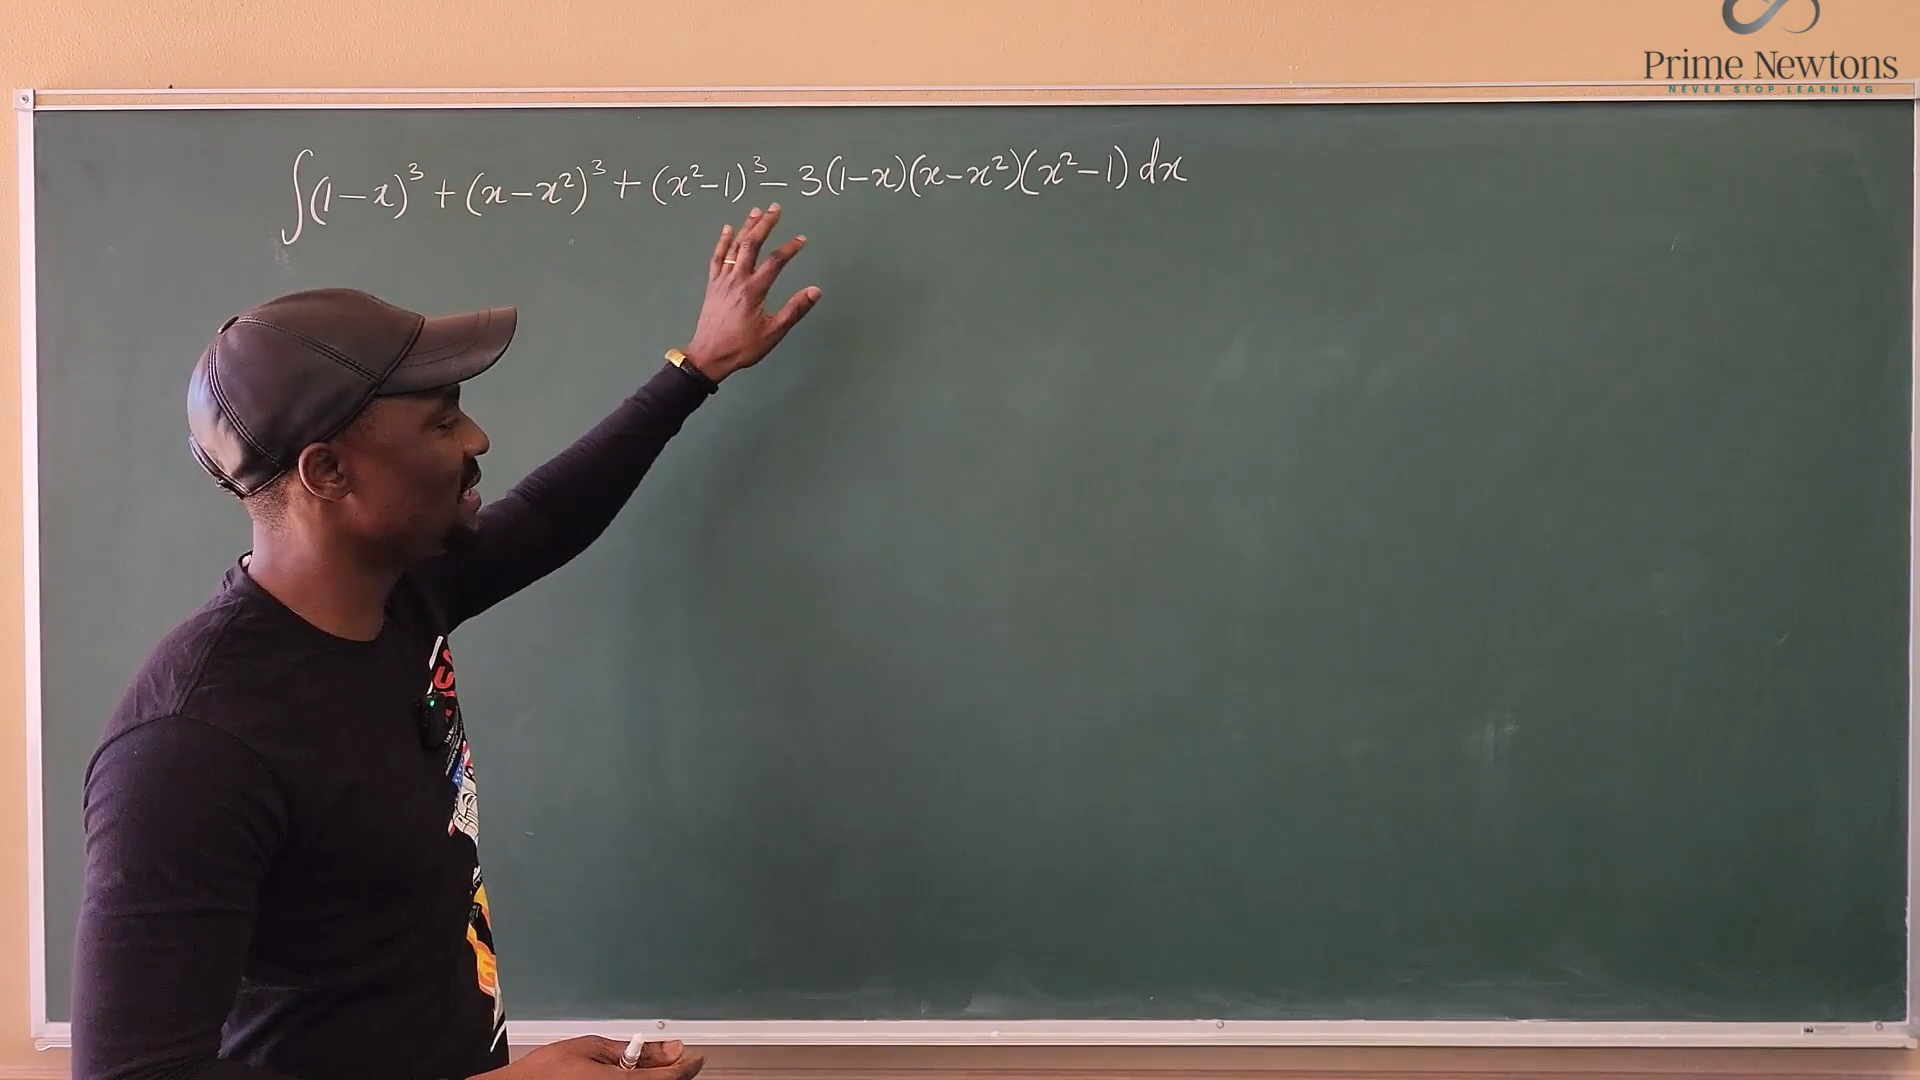 Prime Newtons
NEVER STOP LEARNING
∫(1-x)³ + (x-x²)³ + (x²-1)³ - 3(1-x)(x-x²)(x²-1) dx